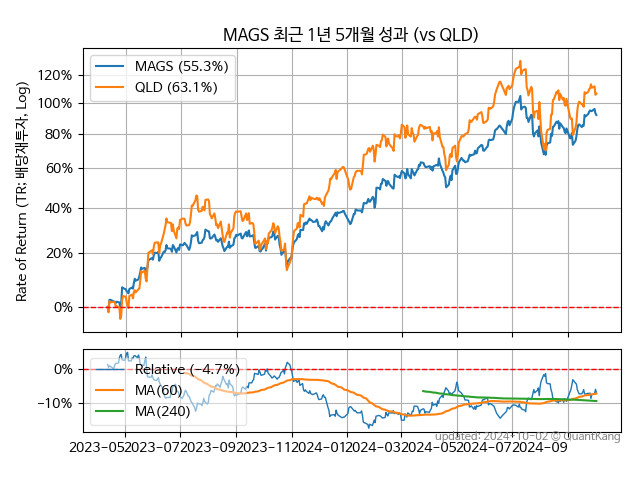 MAGS 최근 1년 5개월 성과 (vs QLD)
Rate of Return (TR: 배당재투자, Log)
120%
100%
80%
60%
40%
20%
0%
MAGS (55.3%)
QLD (63.1%)
0%
−10%
Relative (−4.7%)
MA(60)
MA(240)
updated: 2024-10-02 © QuantKang
2023-05
2023-07
2023-09
2023-11
2024-01
2024-03
2024-05
2024-07
2024-09